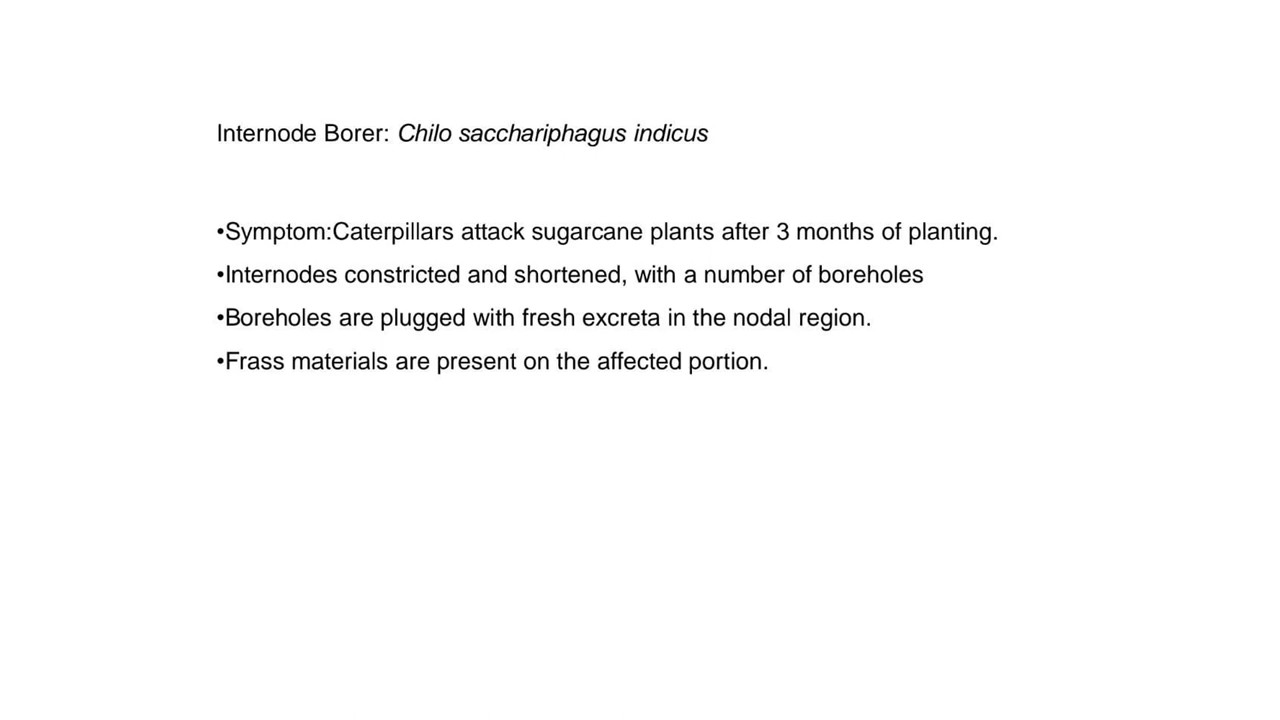 Internode Borer: Chilo sacchariphagus indicus
•Symptom:Caterpillars attack sugarcane plants after 3 months of planting.
•Internodes constricted and shortened, with a number of boreholes
•Boreholes are plugged with fresh excreta in the nodal region.
•Frass materials are present on the affected portion.